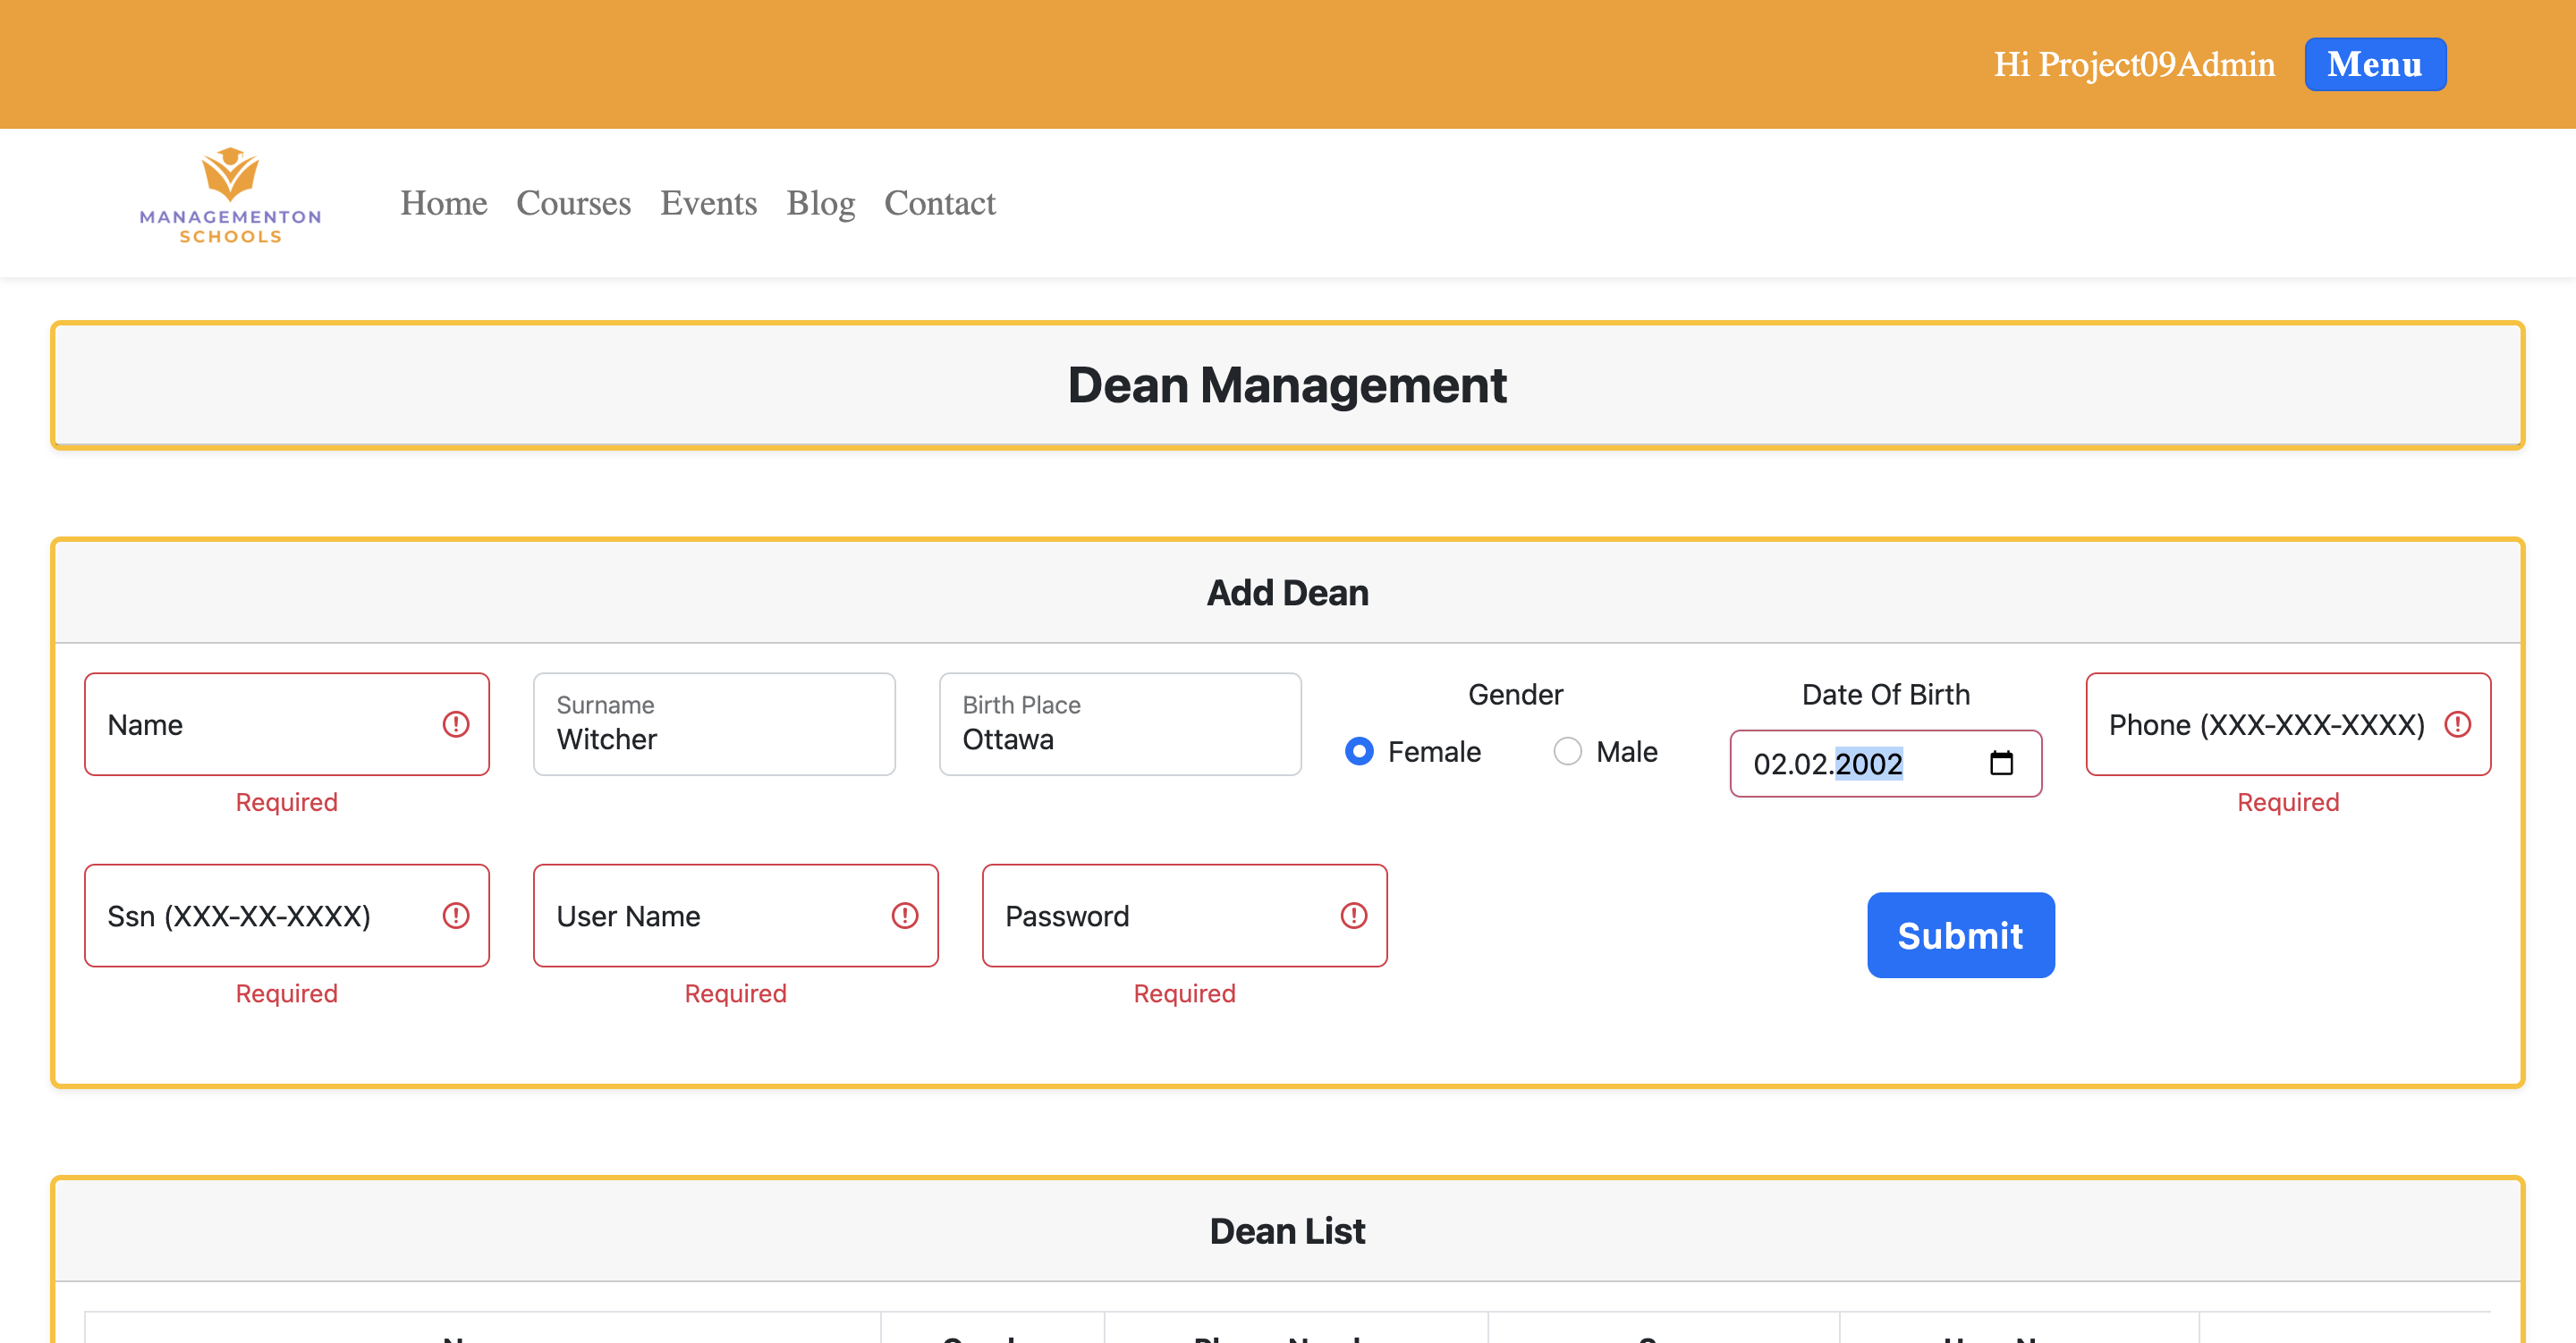 Hi Project09Admin Menu
MANAGEMENTON
SCHOOLS
Home Courses Events Blog Contact
Dean Management
Add Dean
Name
Required
Surname
Witcher
Birth Place
Ottawa
Gender
Female Male
Date Of Birth
02.02.2002
Phone (XXX-XXX-XXXX)
Required
Ssn (XXX-XX-XXXX)
Required
User Name
Required
Password
Required
Submit
Dean List